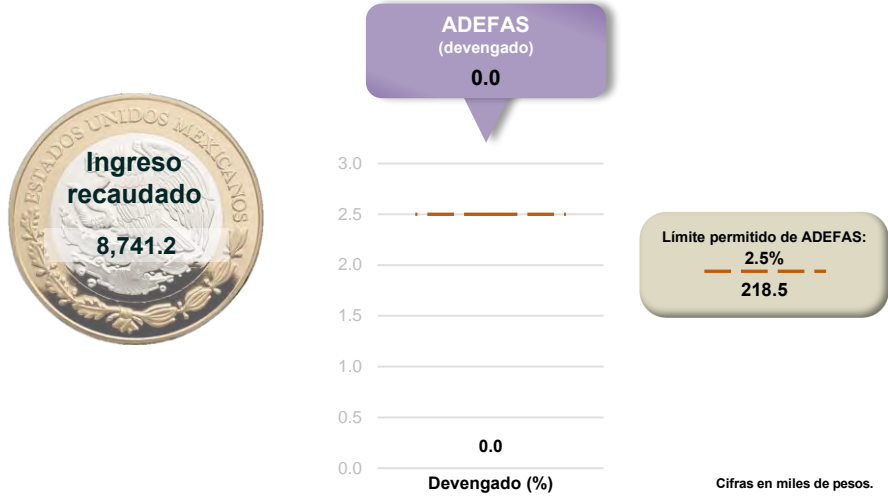 ADEFAS
(devengado)
0.0
ESTADOS UNIDOS MEXICANOS
Ingreso
recaudado
8,741.2
3.0
2.5
2.0
1.5
1.0
0.5
0.0
0.0
Devengado (%)
Límite permitido de ADEFAS:
2.5%
218.5
Cifras en miles de pesos.